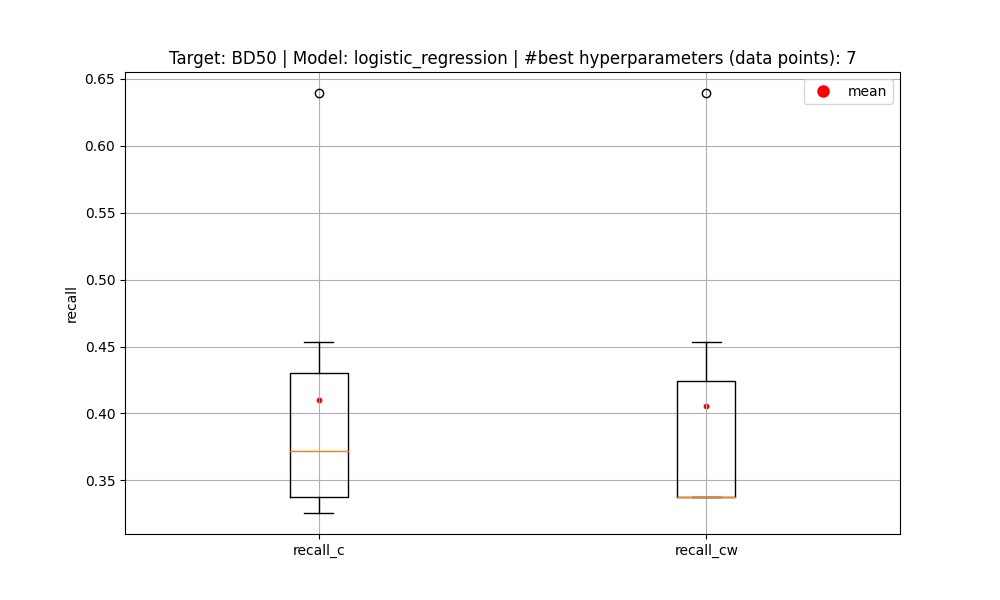 Target: BD50 | Model: logistic_regression | #best hyperparameters (data points): 7
mean
0.65
0.60
0.55
0.50
0.45
0.40
0.35
recall
recall_c
recall_cw